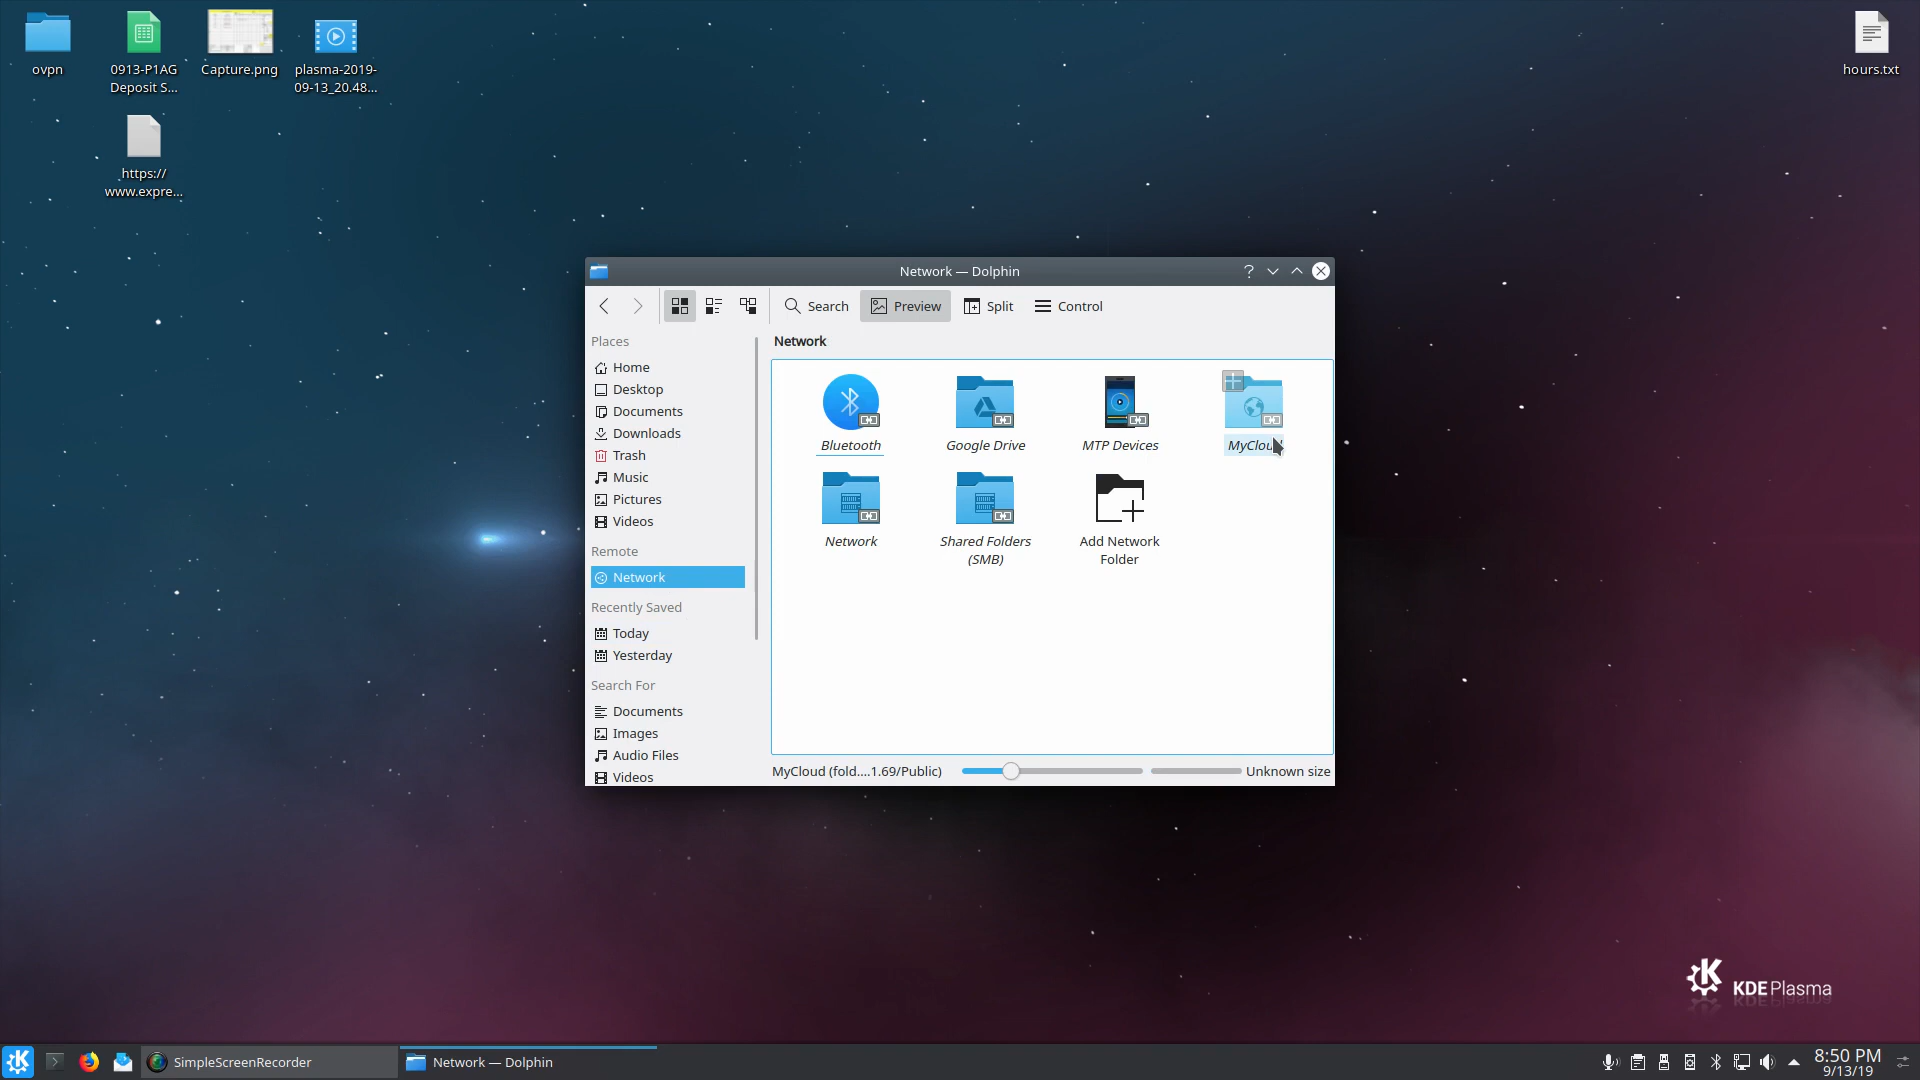 ovpn
0913-P1AG
Deposit S...
Capture.png
plasma-2019-
09-13_20.48...
hours.txt
https://
www.expre...
Network — Dolphin
Search
Preview
Split
Control
Places
Home
Desktop
Documents
Downloads
Trash
Music
Pictures
Videos
Remote
Network
Recently Saved
Today
Yesterday
Search For
Documents
Images
Audio Files
Videos
Network
Bluetooth
Google Drive
MTP Devices
Network
Shared Folders
(SMB)
Add Network
Folder
MyCloud (fold....1.69/Public)
Unknown size
KDE Plasma
SimpleScreenRecorder
Network — Dolphin
8:50 PM
9/13/19